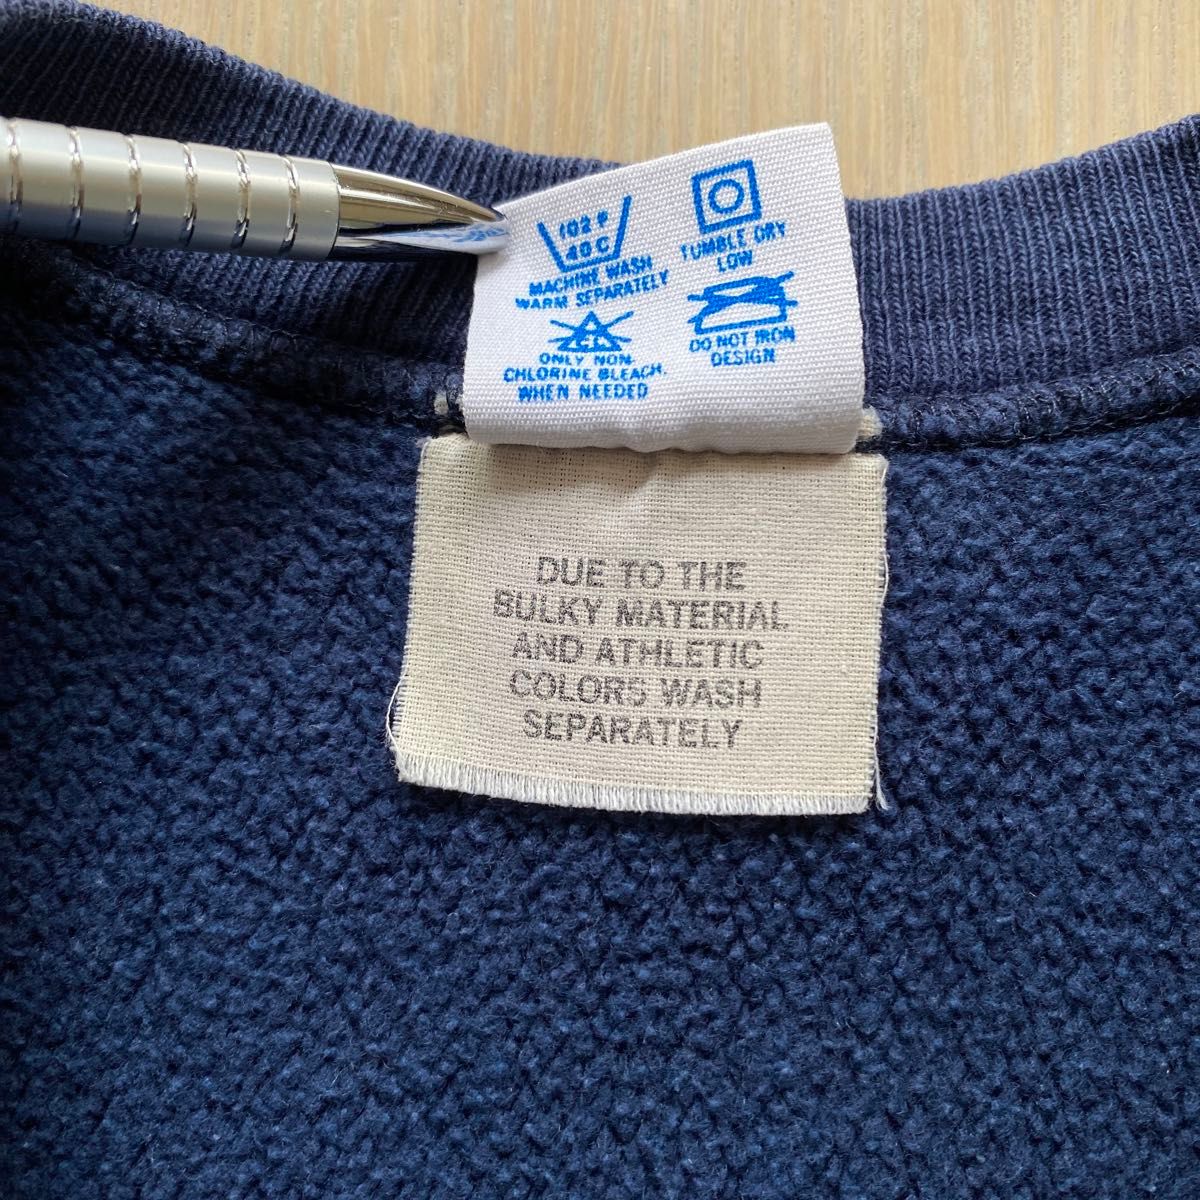 102 F
40 C
MACHINE WASH
WARM SEPARATELY
TUMBLE DRY
LOW
ONLY NON-
CHLORINE BLEACH.
WHEN NEEDED
DO NOT IRON
DESIGN
DUE TO THE
BULKY MATERIAL
AND ATHLETIC
COLORS WASH
SEPARATELY